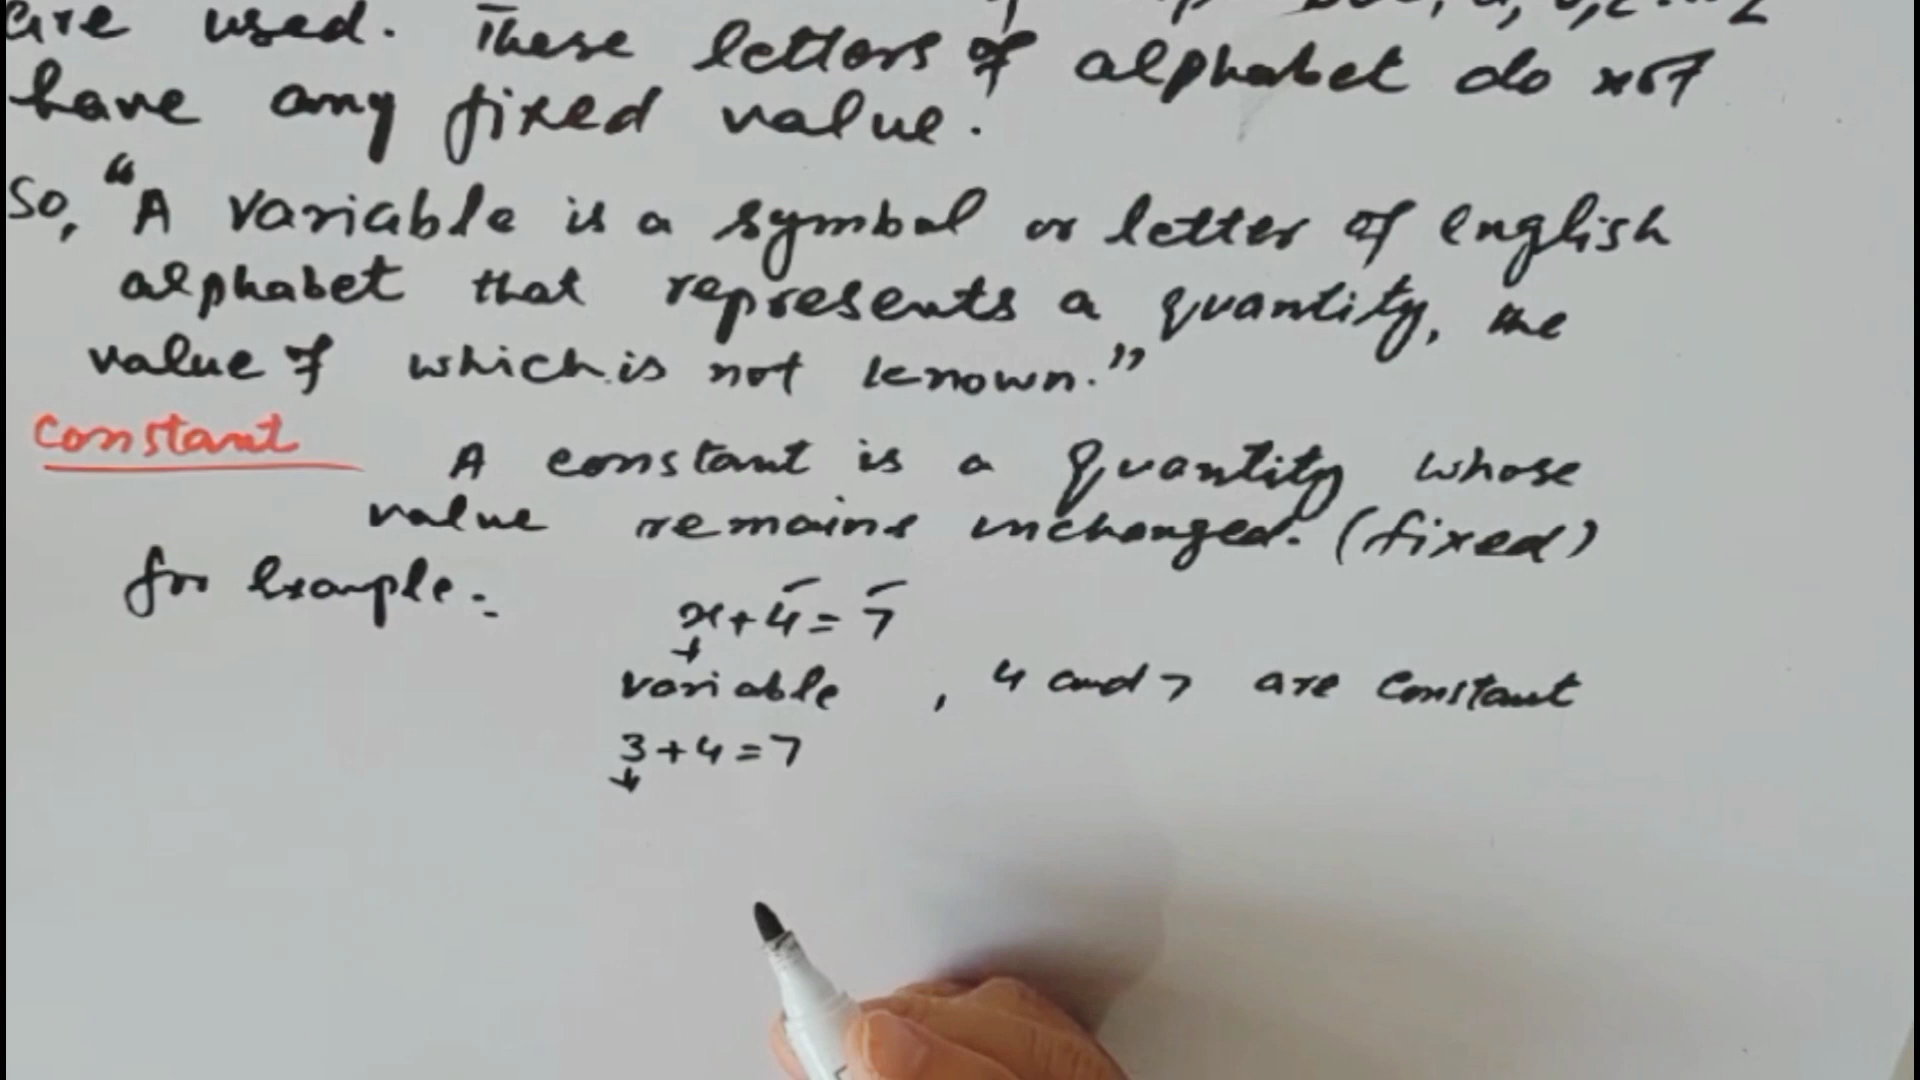 are used. These letters of alphabet do not
have any fixed value.
So, "A variable is a symbol or letter of English
alphabet that represents a quantity, the
value of which is not known."
Constant A constant is a quantity whose
value remains unchanged. (fixed)
for Example:-
x+4=7
variable , 4 and 7 are Constant
3+4=7